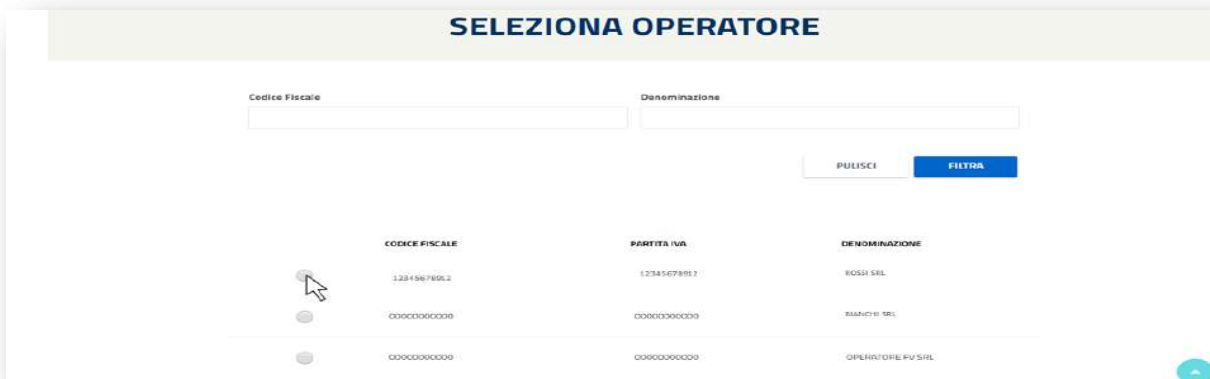 SELEZIONA OPERATORE
Codice Fiscale Denominazione
PULISCI FILTRA
CODICE FISCALE PARTITA IVA DENOMINAZIONE
12345678912 12345678912 ROSSI SRL
00000000000 00000000000 BIANCHI SRL
00000000000 00000000000 OPERATORE FV SRL